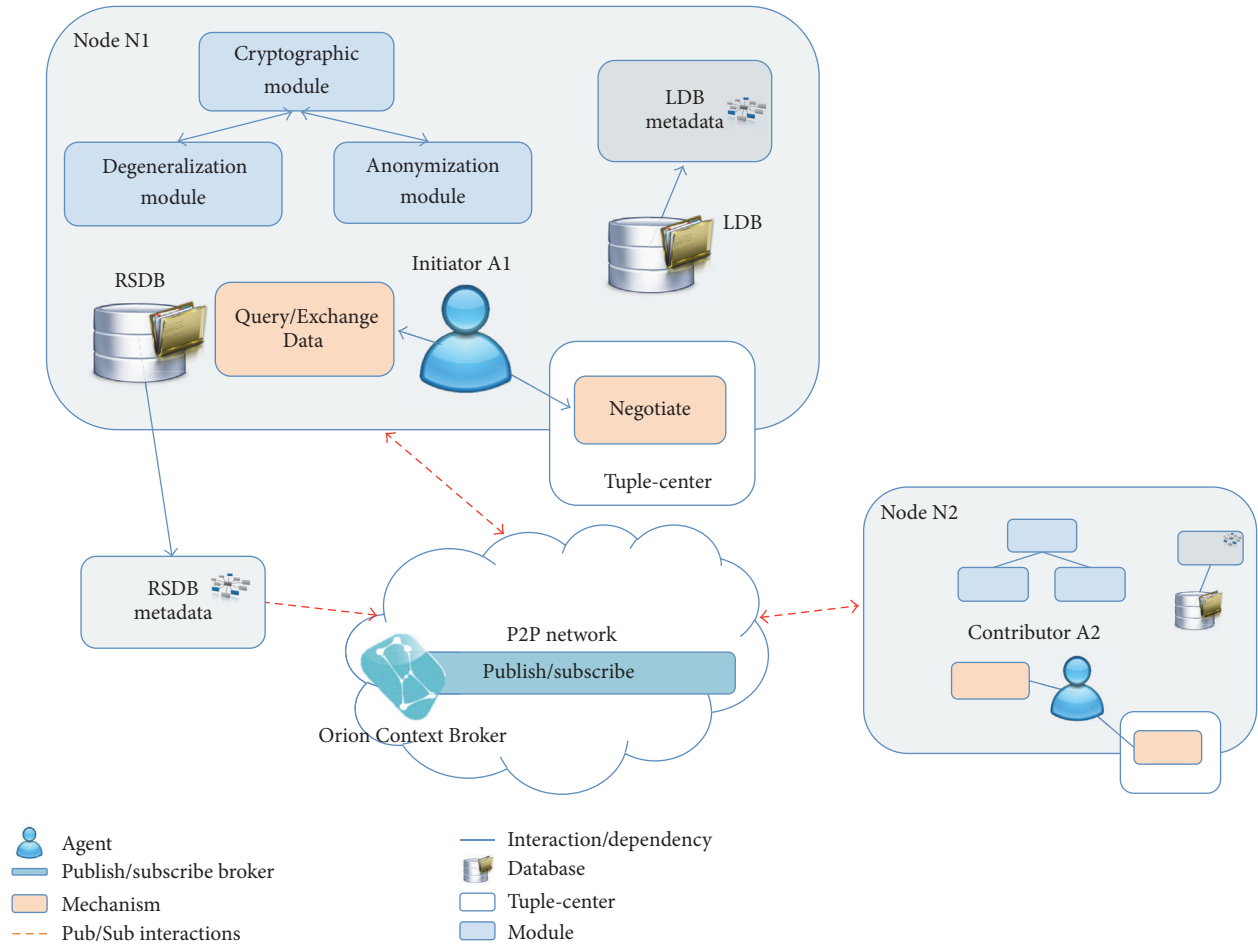 Node N1
Cryptographic
module
LDB
metadata
Degeneralization
module
Anonymization
module
LDB
RSDB
Initiator A1
Query/Exchange
Data
Negotiate
Tuple-center
Node N2
RSDB
metadata
P2P network
Publish/subscribe
Orion Context Broker
Contributor A2
Agent
Publish/subscribe broker
Mechanism
Pub/Sub interactions
Interaction/dependency
Database
Tuple-center
Module